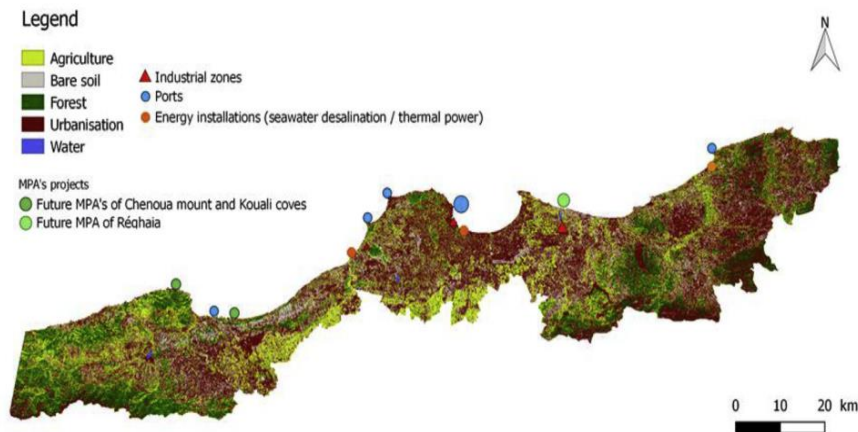 Legend
Agriculture
Bare soil
Forest
Urbanisation
Water
Industrial zones
Ports
Energy installations (seawater desalination / thermal power)
MPA's projects
Future MPA's of Chenoua mount and Kouali coves
Future MPA of Réghaia
N
0 10 20 km